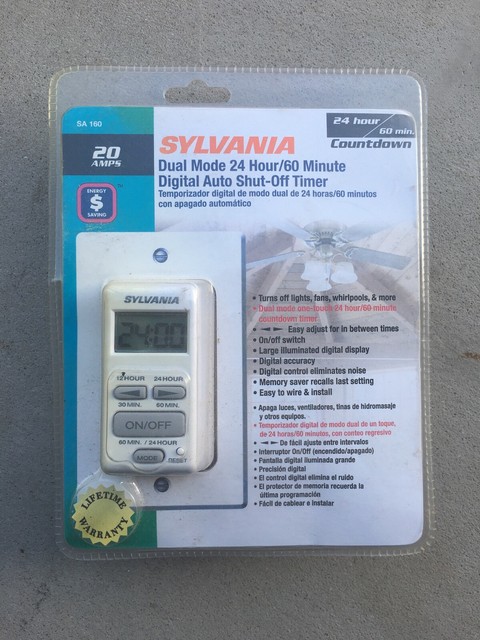 SA 160
20
AMPS
ENERGY
$
SAVING
24 hour
60 min.
Countdown
SYLVANIA
Dual Mode 24 Hour/60 Minute
Digital Auto Shut-Off Timer
Temporizador digital de modo dual de 24 horas/60 minutos
con apagado automático
• Turns off lights, fans, whirlpools, & more
• Dual mode one-touch 24 hour/60 minute
countdown timer
• ◄ ► Easy adjust for in between times
• On/off switch
• Large illuminated digital display
• Digital accuracy
• Digital control eliminates noise
• Memory saver recalls last setting
• Easy to wire & install
• Apaga luces, ventiladores, tinas de hidromasaje
y otros equipos.
• Temporizador digital de modo dual de un toque,
de 24 horas/60 minutos, con conteo regresivo
• ◄ ► De fácil ajuste entre intervalos
• Interruptor On/Off (encendido/apagado)
• Pantalla digital iluminada grande
• Precisión digital
• El control digital elimina el ruido
• El protector de memoria recuerda la
última programación
• Fácil de cablear e instalar
SYLVANIA
24:00
12 HOUR 24 HOUR
30 MIN. 60 MIN.
ON/OFF
60 MIN. / 24 HOUR
MODE
RESET
LIFETIME
WARRANTY